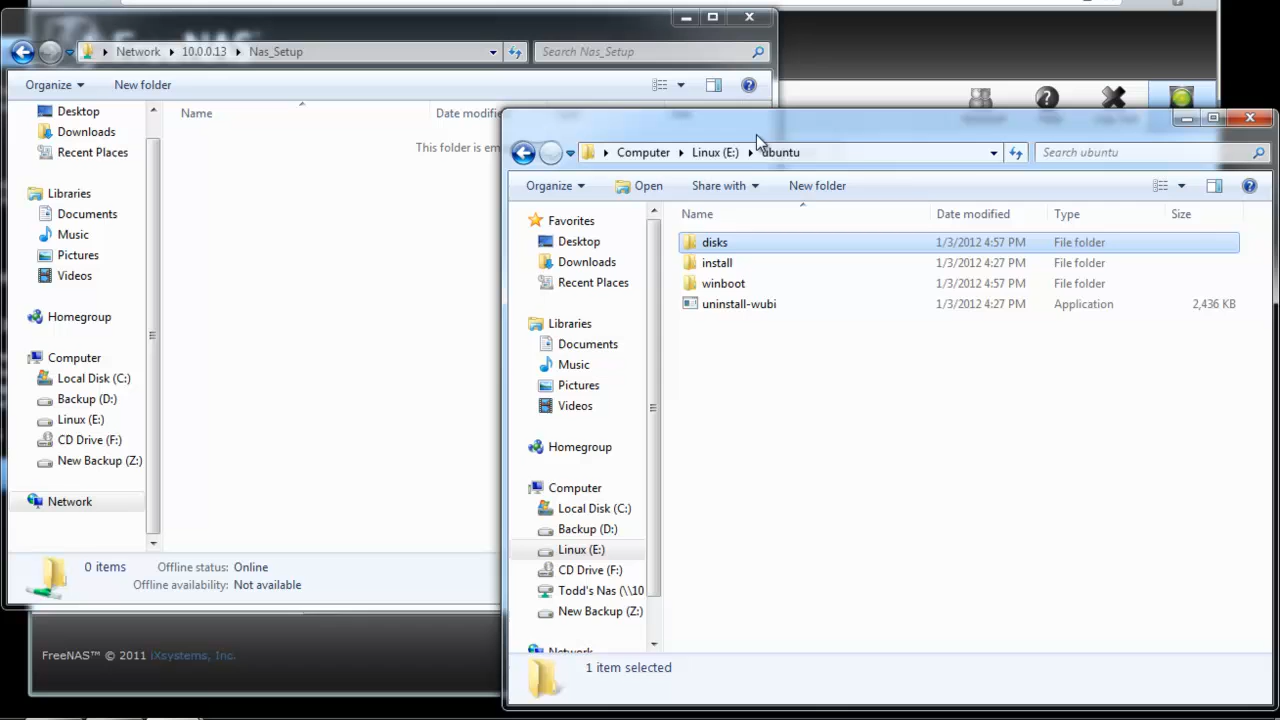 Network 10.0.0.13 Nas_Setup
Search Nas_Setup
Organize New folder
Name Date modifie
This folder is em
Desktop
Downloads
Recent Places
Libraries
Documents
Music
Pictures
Videos
Homegroup
Computer
Local Disk (C:)
Backup (D:)
Linux (E:)
CD Drive (F:)
New Backup (Z:)
Network
0 items Offline status: Online
Offline availability: Not available
FreeNAS™ © 2011 iXsystems, Inc.
Computer Linux (E:) ubuntu
Search ubuntu
Organize Open Share with New folder
Name Date modified Type Size
disks 1/3/2012 4:57 PM File folder
install 1/3/2012 4:27 PM File folder
winboot 1/3/2012 4:57 PM File folder
uninstall-wubi 1/3/2012 4:27 PM Application 2,436 KB
Favorites
Desktop
Downloads
Recent Places
Libraries
Documents
Music
Pictures
Videos
Homegroup
Computer
Local Disk (C:)
Backup (D:)
Linux (E:)
CD Drive (F:)
Todd's Nas (\\10
New Backup (Z:)
Network
1 item selected